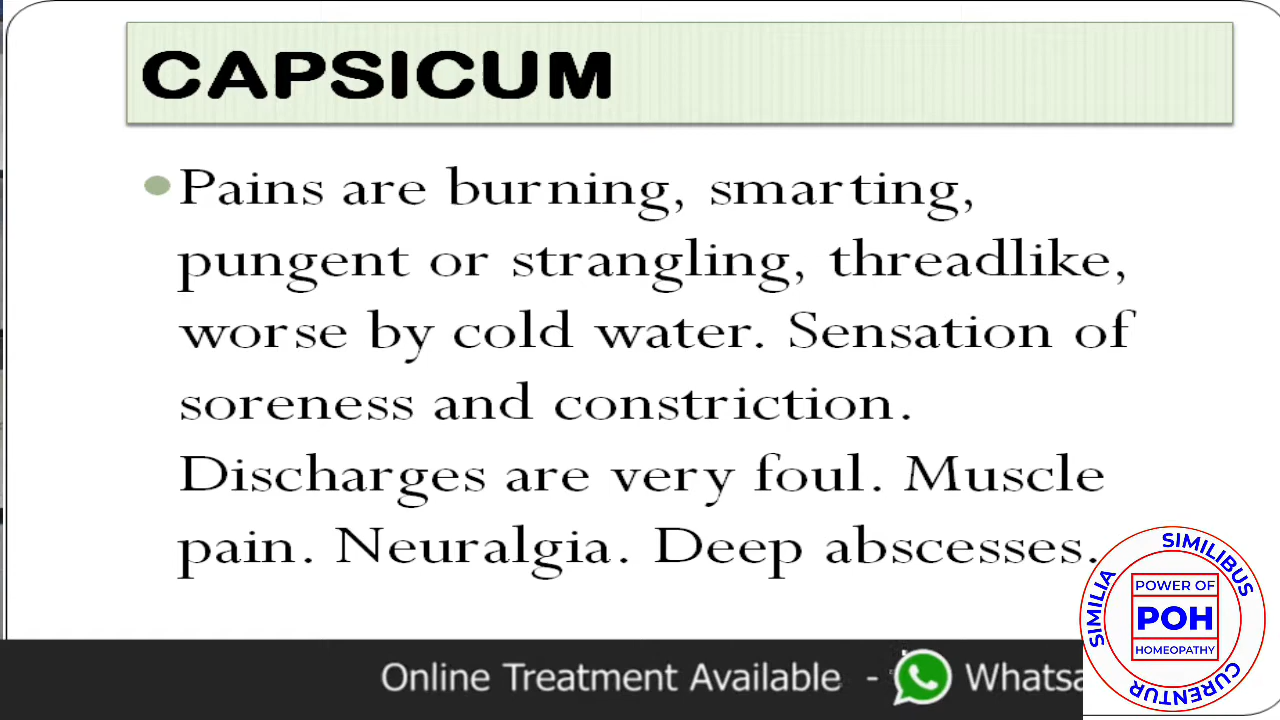 CAPSICUM
Pains are burning, smarting,
pungent or strangling, threadlike,
worse by cold water. Sensation of
soreness and constriction.
Discharges are very foul. Muscle
pain. Neuralgia. Deep abscesses.
Online Treatment Available -
SIMILIA SIMILIBUS CURENTUR
POWER OF
POH
HOMEOPATHY